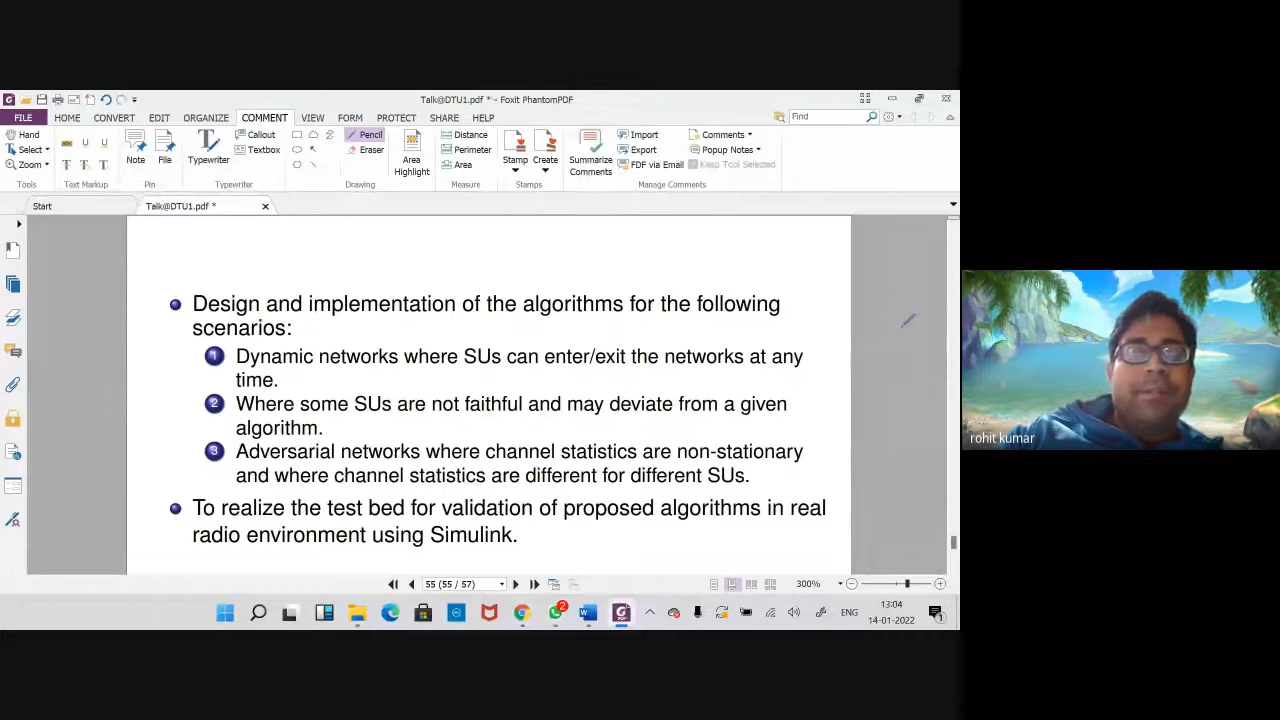 Talk@DTU1.pdf * - Foxit PhantomPDF
FILE HOME CONVERT EDIT ORGANIZE COMMENT VIEW FORM PROTECT SHARE HELP Find
Hand Callout Pencil Distance Import Comments
Select Textbox Eraser Perimeter Export Popup Notes
Zoom Note File Typewriter Area Highlight Area Stamp Create Summarize Comments FDF via Email Keep Tool Selected
Tools Text Markup Pin Typewriter Drawing Measure Stamps Manage Comments
Start Talk@DTU1.pdf *
Design and implementation of the algorithms for the following
scenarios:
1 Dynamic networks where SUs can enter/exit the networks at any
time.
2 Where some SUs are not faithful and may deviate from a given
algorithm.
3 Adversarial networks where channel statistics are non-stationary
and where channel statistics are different for different SUs.
To realize the test bed for validation of proposed algorithms in real
radio environment using Simulink.
rohit kumar
55 (55 / 57) 300%
2 ENG 13:04
14-01-2022 1